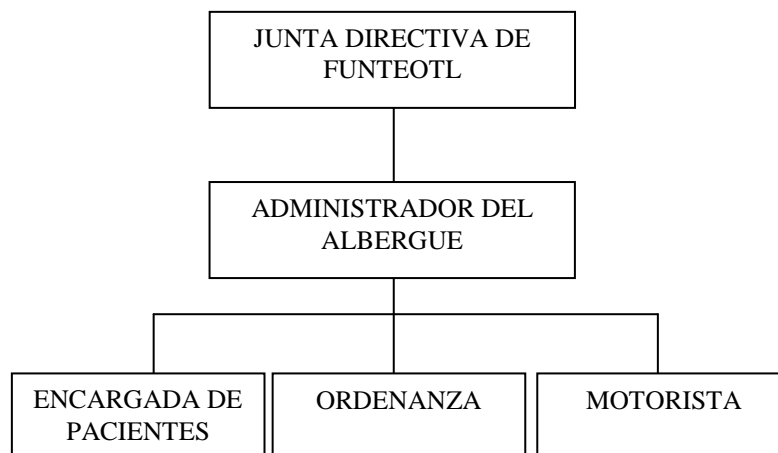 JUNTA DIRECTIVA DE
FUNTEOTL
ADMINISTRADOR DEL
ALBERGUE
ENCARGADA DE
PACIENTES
ORDENANZA
MOTORISTA